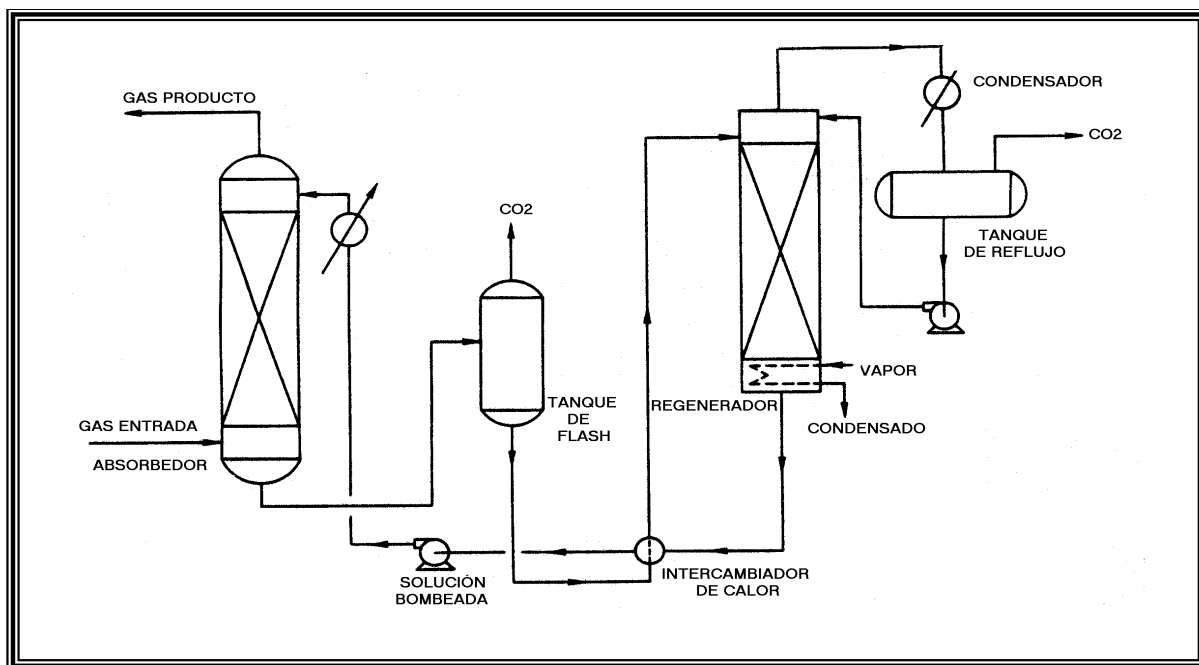 GAS PRODUCTO
GAS ENTRADA
ABSORBEDOR
CO2
TANQUE
DE
FLASH
SOLUCIÓN
BOMBEADA
INTERCAMBIADOR
DE CALOR
REGENERADOR
VAPOR
CONDENSADO
CONDENSADOR
CO2
TANQUE
DE REFLUJO